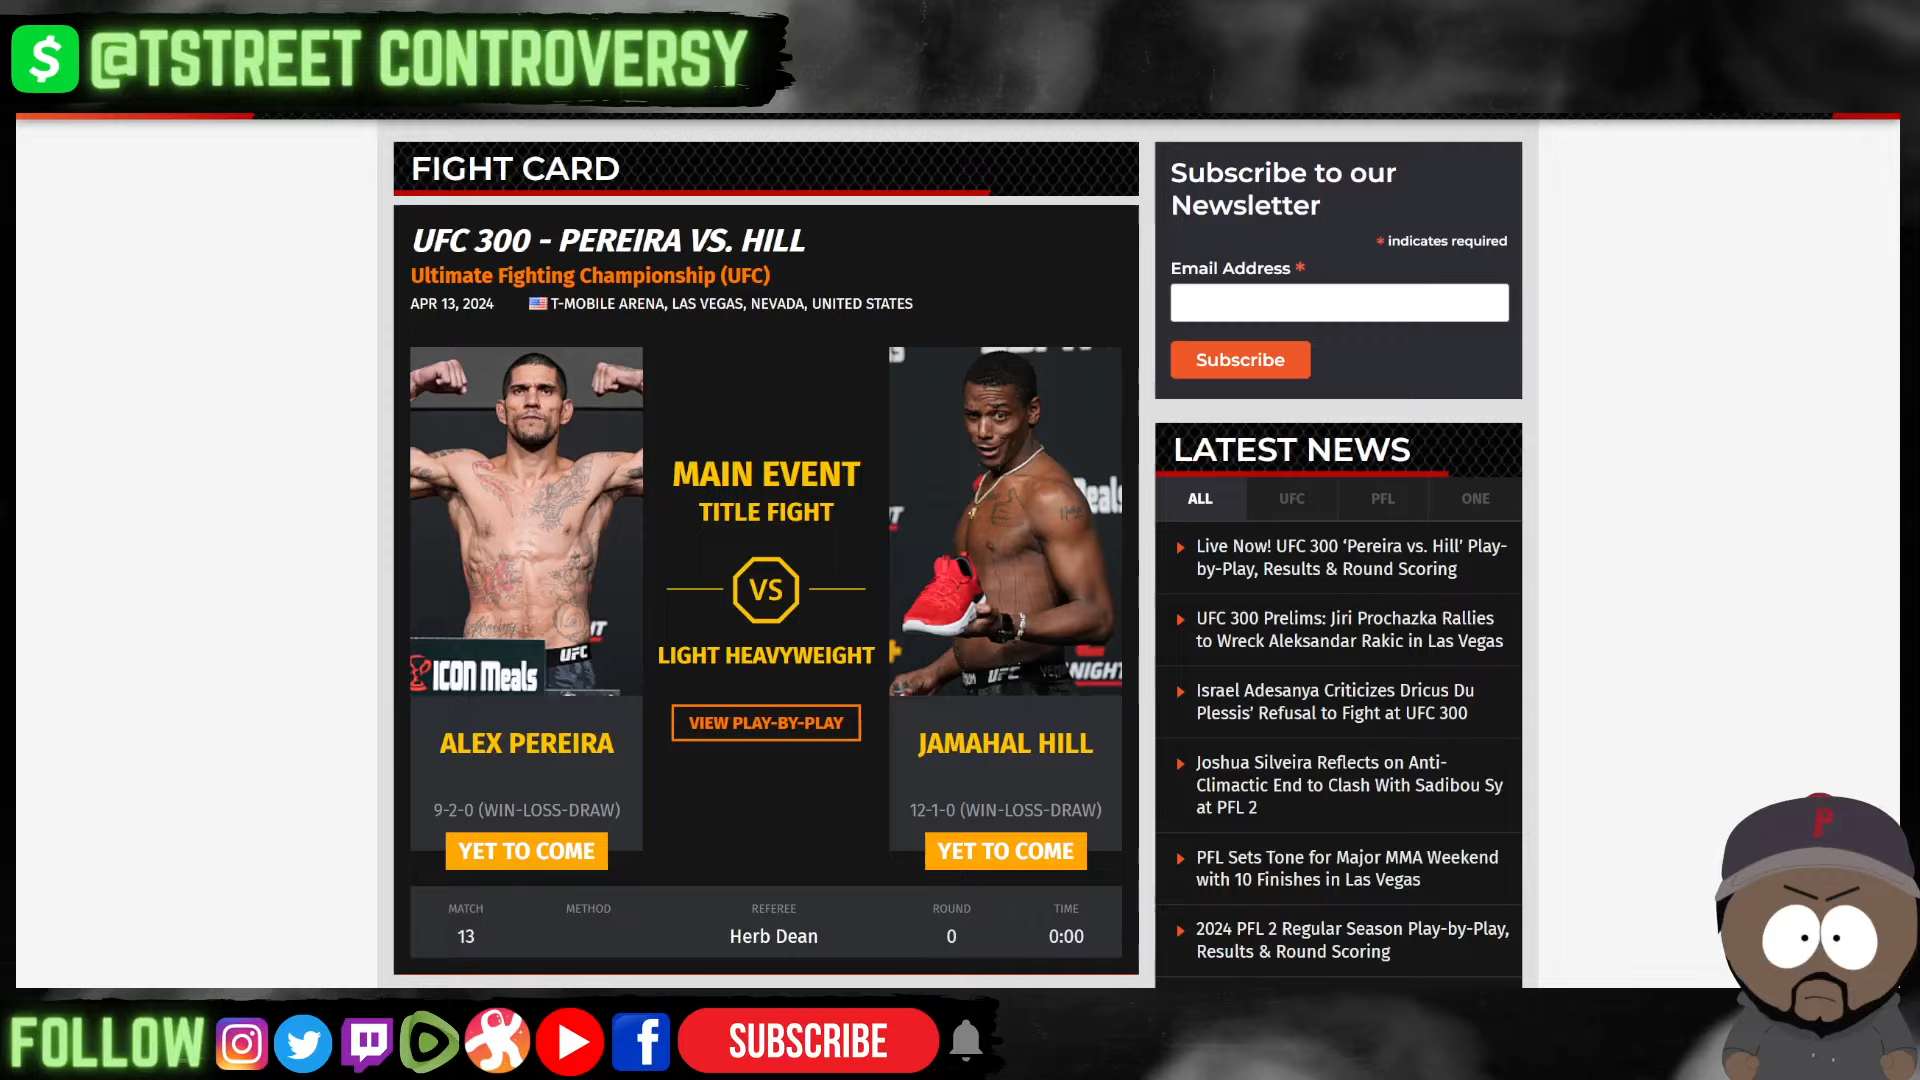 $ @TSTREET CONTROVERSY
FIGHT CARD
UFC 300 - PEREIRA VS. HILL
Ultimate Fighting Championship (UFC)
APR 13, 2024 T-MOBILE ARENA, LAS VEGAS, NEVADA, UNITED STATES
MAIN EVENT
TITLE FIGHT
VS
LIGHT HEAVYWEIGHT
VIEW PLAY-BY-PLAY
ICON Meals
UFC
UFC
ALEX PEREIRA
9-2-0 (WIN-LOSS-DRAW)
YET TO COME
JAMAHAL HILL
12-1-0 (WIN-LOSS-DRAW)
YET TO COME
MATCH METHOD REFEREE ROUND TIME
13 Herb Dean 0 0:00
Subscribe to our
Newsletter
* indicates required
Email Address *
Subscribe
LATEST NEWS
ALL UFC PFL ONE
Live Now! UFC 300 ‘Pereira vs. Hill’ Play-
by-Play, Results & Round Scoring
UFC 300 Prelims: Jiri Prochazka Rallies
to Wreck Aleksandar Rakic in Las Vegas
Israel Adesanya Criticizes Dricus Du
Plessis’ Refusal to Fight at UFC 300
Joshua Silveira Reflects on Anti-
Climactic End to Clash With Sadibou Sy
at PFL 2
PFL Sets Tone for Major MMA Weekend
with 10 Finishes in Las Vegas
2024 PFL 2 Regular Season Play-by-Play,
Results & Round Scoring
P
FOLLOW
SUBSCRIBE